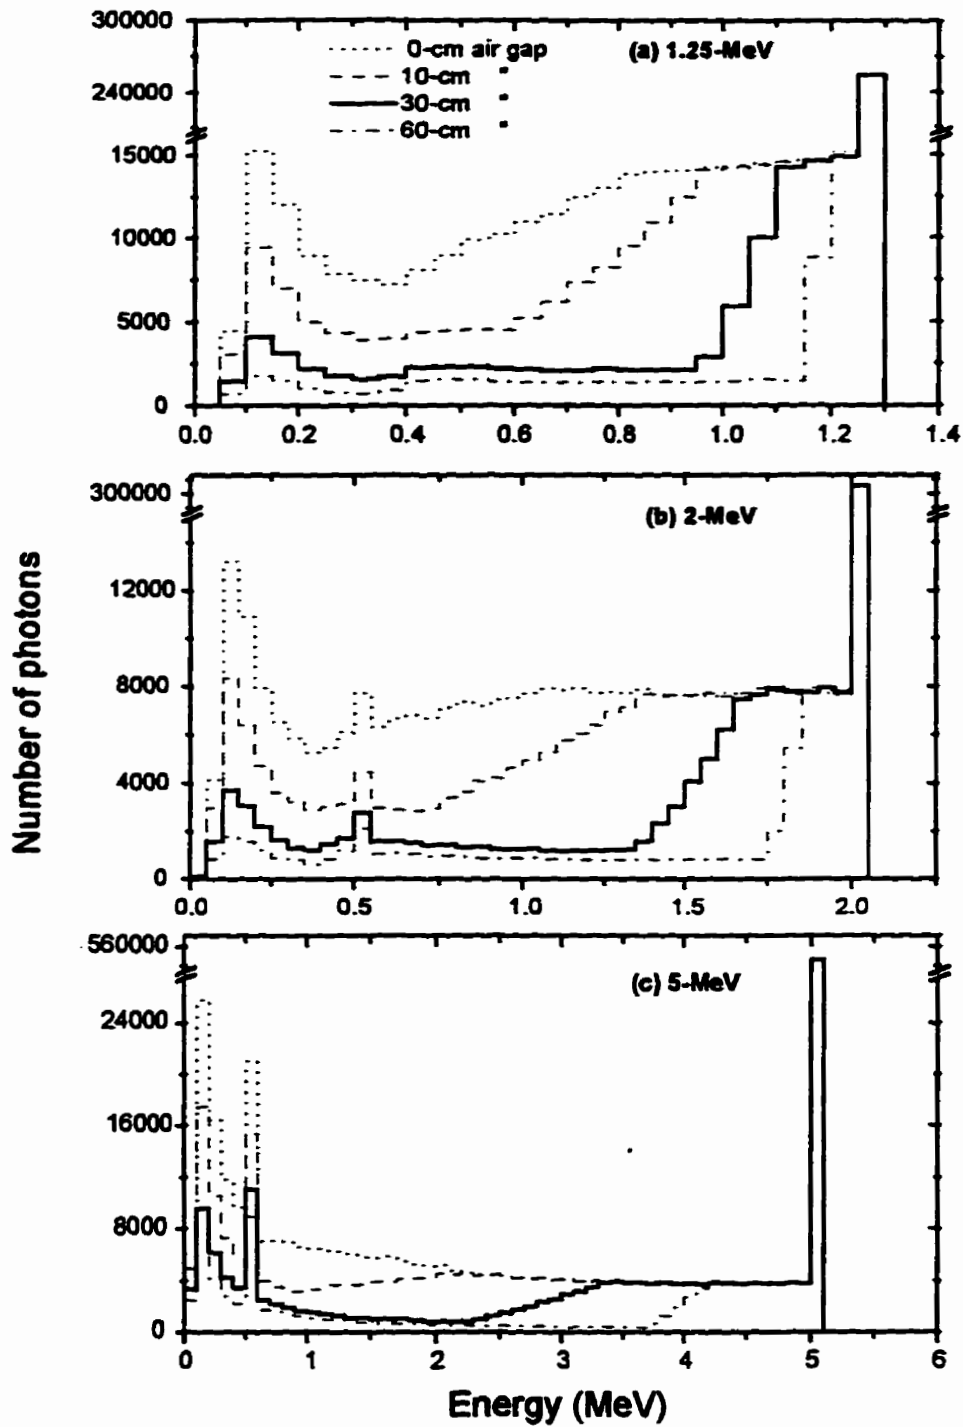 300000
240000
15000
10000
5000
0
0-cm air gap
10-cm "
30-cm "
60-cm "
(a) 1.25-MeV
0.0 0.2 0.4 0.6 0.8 1.0 1.2 1.4
300000
12000
8000
4000
0
(b) 2-MeV
0.0 0.5 1.0 1.5 2.0
Number of photons
560000
24000
16000
8000
0
(c) 5-MeV
0 1 2 3 4 5 6
Energy (MeV)